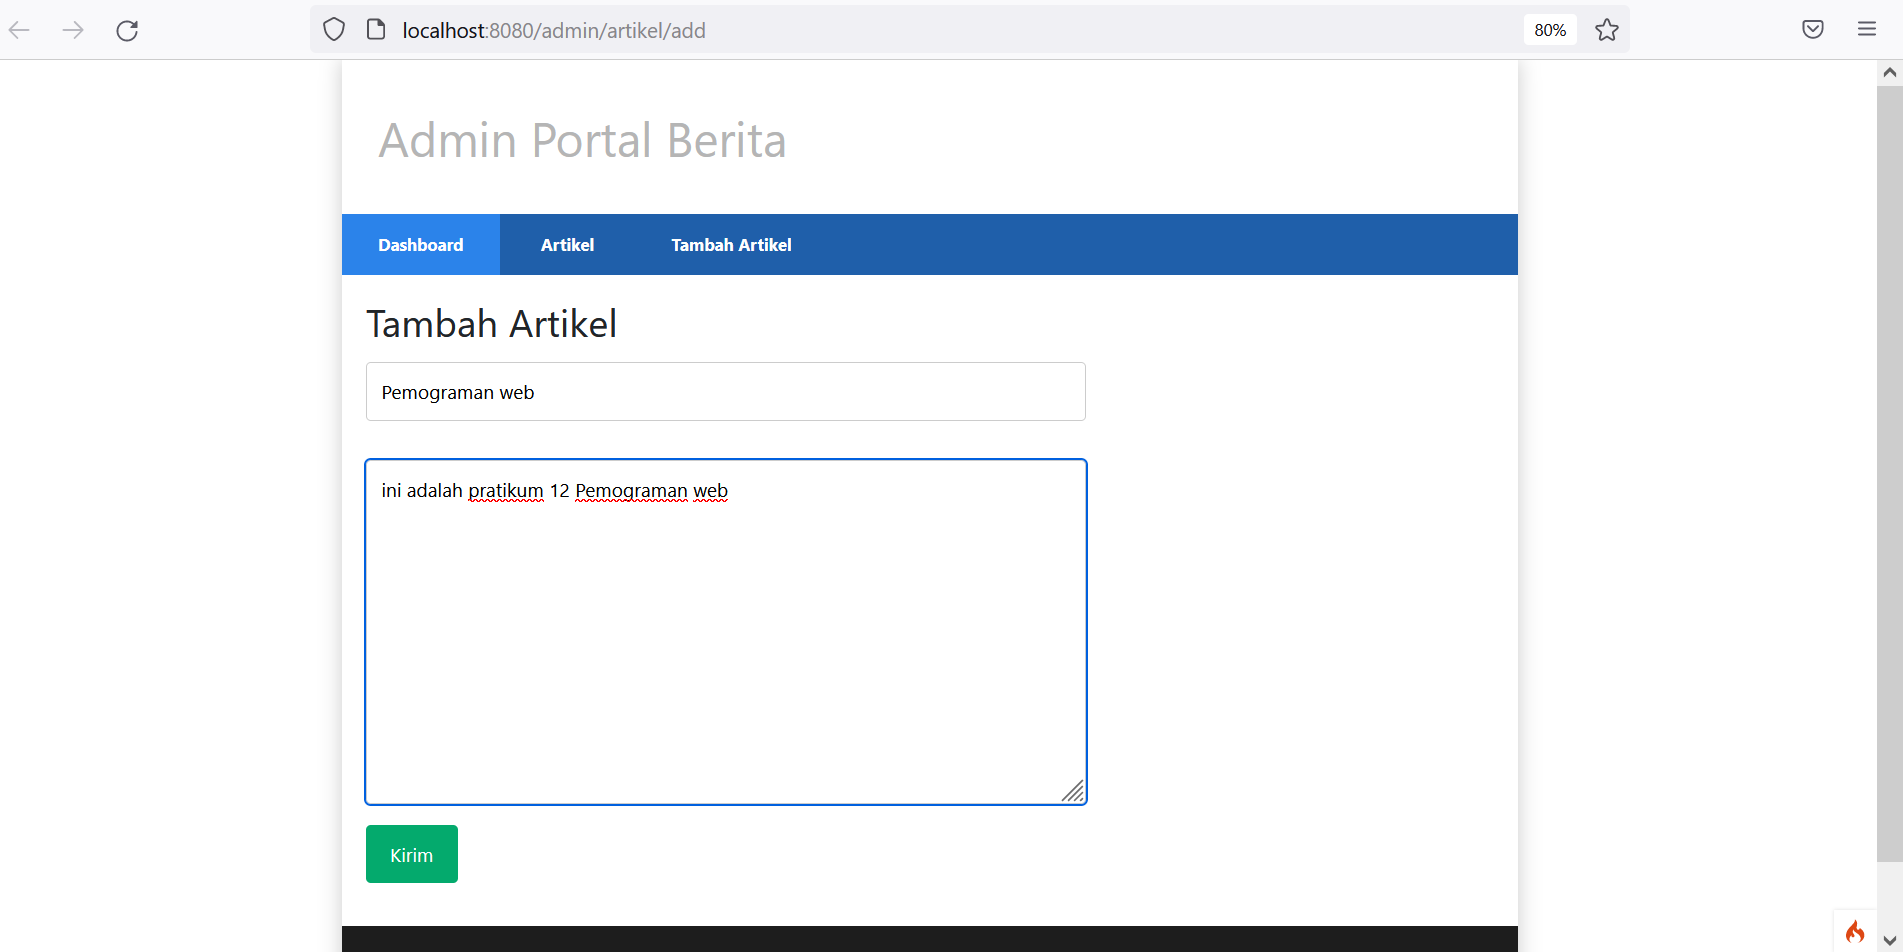 localhost:8080/admin/artikel/add
80%
Admin Portal Berita
Dashboard
Artikel
Tambah Artikel
Tambah Artikel
Pemograman web
ini adalah pratikum 12 Pemograman web
Kirim